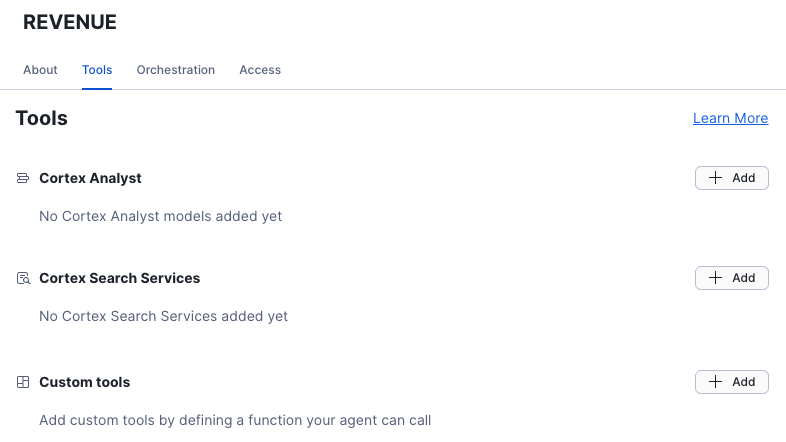 REVENUE
About Tools Orchestration Access
Tools Learn More
Cortex Analyst + Add
No Cortex Analyst models added yet
Cortex Search Services + Add
No Cortex Search Services added yet
Custom tools + Add
Add custom tools by defining a function your agent can call